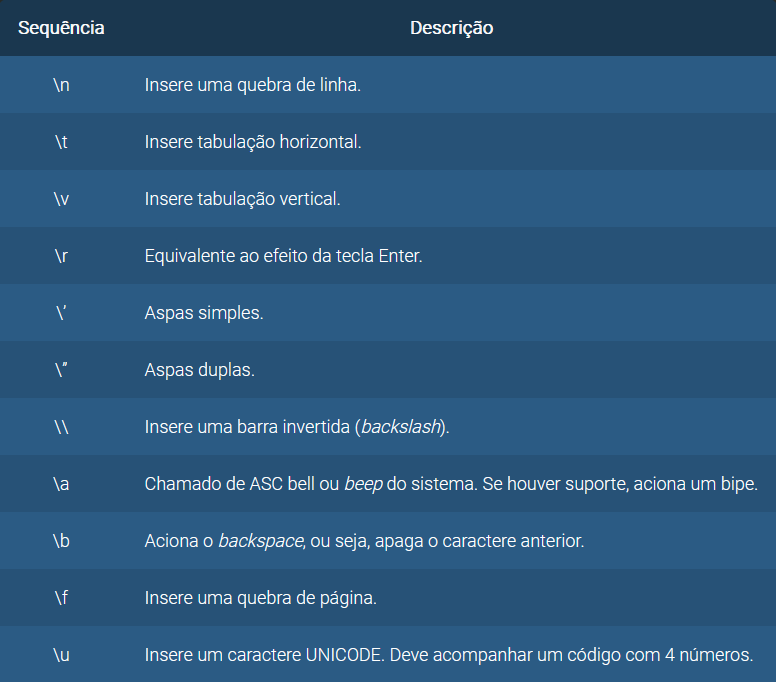 Sequência Descrição
\n Insere uma quebra de linha.
\t Insere tabulação horizontal.
\v Insere tabulação vertical.
\r Equivalente ao efeito da tecla Enter.
\’ Aspas simples.
\” Aspas duplas.
\\ Insere uma barra invertida (backslash).
\a Chamado de ASC bell ou beep do sistema. Se houver suporte, aciona um bipe.
\b Aciona o backspace, ou seja, apaga o caractere anterior.
\f Insere uma quebra de página.
\u Insere um caractere UNICODE. Deve acompanhar um código com 4 números.